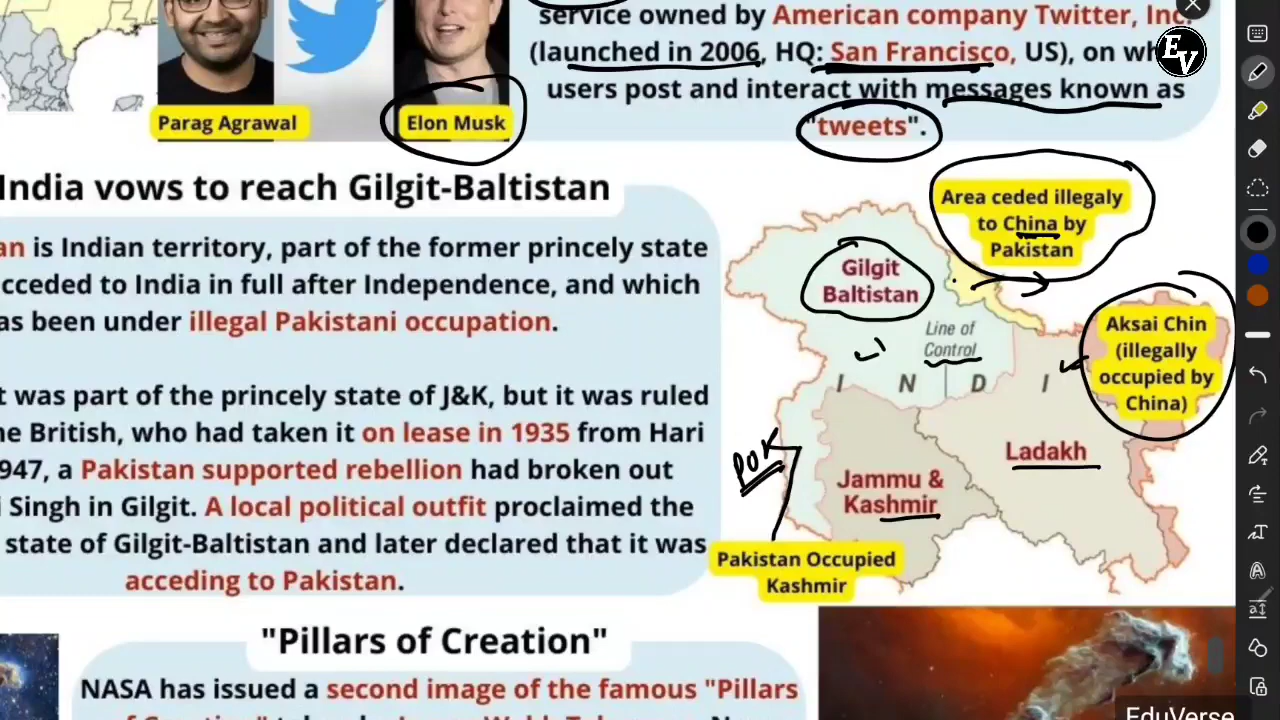 service owned by American company Twitter, Inc.
(launched in 2006, HQ: San Francisco, US), on wh
EV
users post and interact with messages known as
"tweets".
Parag Agrawal
Elon Musk
India vows to reach Gilgit-Baltistan
an is Indian territory, part of the former princely state
cceded to India in full after Independence, and which
as been under illegal Pakistani occupation.
t was part of the princely state of J&K, but it was ruled
he British, who had taken it on lease in 1935 from Hari
947, a Pakistan supported rebellion had broken out
i Singh in Gilgit. A local political outfit proclaimed the
state of Gilgit-Baltistan and later declared that it was
acceding to Pakistan.
Area ceded illegaly
to China by
Pakistan
Gilgit
Baltistan
Line of
Control
Aksai Chin
(illegally
occupied by
China)
I N D I
Ladakh
POK
Jammu &
Kashmir
Pakistan Occupied
Kashmir
"Pillars of Creation"
NASA has issued a second image of the famous "Pillars
EduVerse